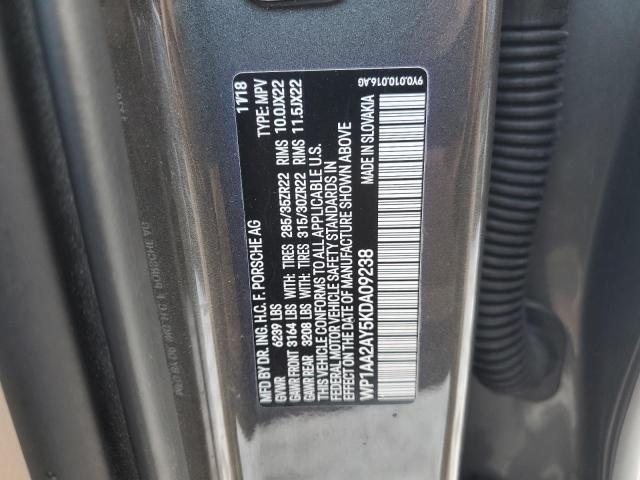 MFD BY DR. ING. H.C. F. PORSCHE AG 11/18
GVWR 6239 LBS TYPE: MPV
GAWR FRONT 3164 LBS WITH: TIRES 285/35ZR22 RIMS 10.0JX22
GAWR REAR 3208 LBS WITH: TIRES 315/30ZR22 RIMS 11.5JX22
THIS VEHICLE CONFORMS TO ALL APPLICABLE U.S.
FEDERAL MOTOR VEHICLE SAFETY STANDARDS IN
EFFECT ON THE DATE OF MANUFACTURE SHOWN ABOVE
WP1AA2AY5KDA09238 MADE IN SLOVAKIA
9Y0.010.016.AG